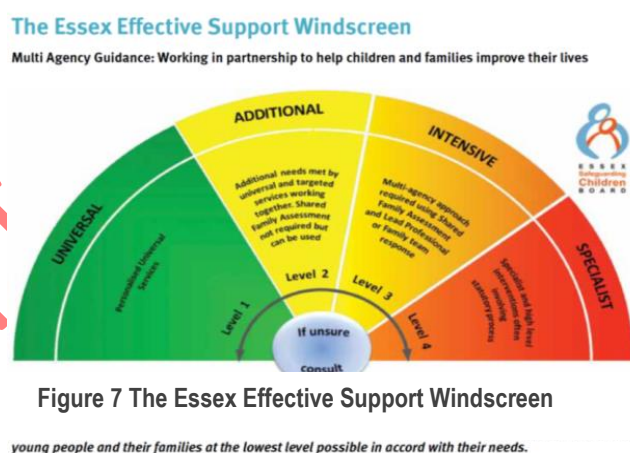 The Essex Effective Support Windscreen
Multi Agency Guidance: Working in partnership to help children and families improve their lives
UNIVERSAL
Personalised Universal
Services
Level 1
ADDITIONAL
Additional needs met by
universal and targeted
services working
together. Shared
Family Assessment
not required but
can be used
Level 2
INTENSIVE
Multi-agency approach
required using Shared
Family Assessment
and Lead Professional
or Family team
response
Level 3
SPECIALIST
Specialist and high level
interventions often
involving
statutory process
Level 4
If unsure
consult
ESSEX
Safeguarding
Children
BOARD
Figure 7 The Essex Effective Support Windscreen
young people and their families at the lowest level possible in accord with their needs.